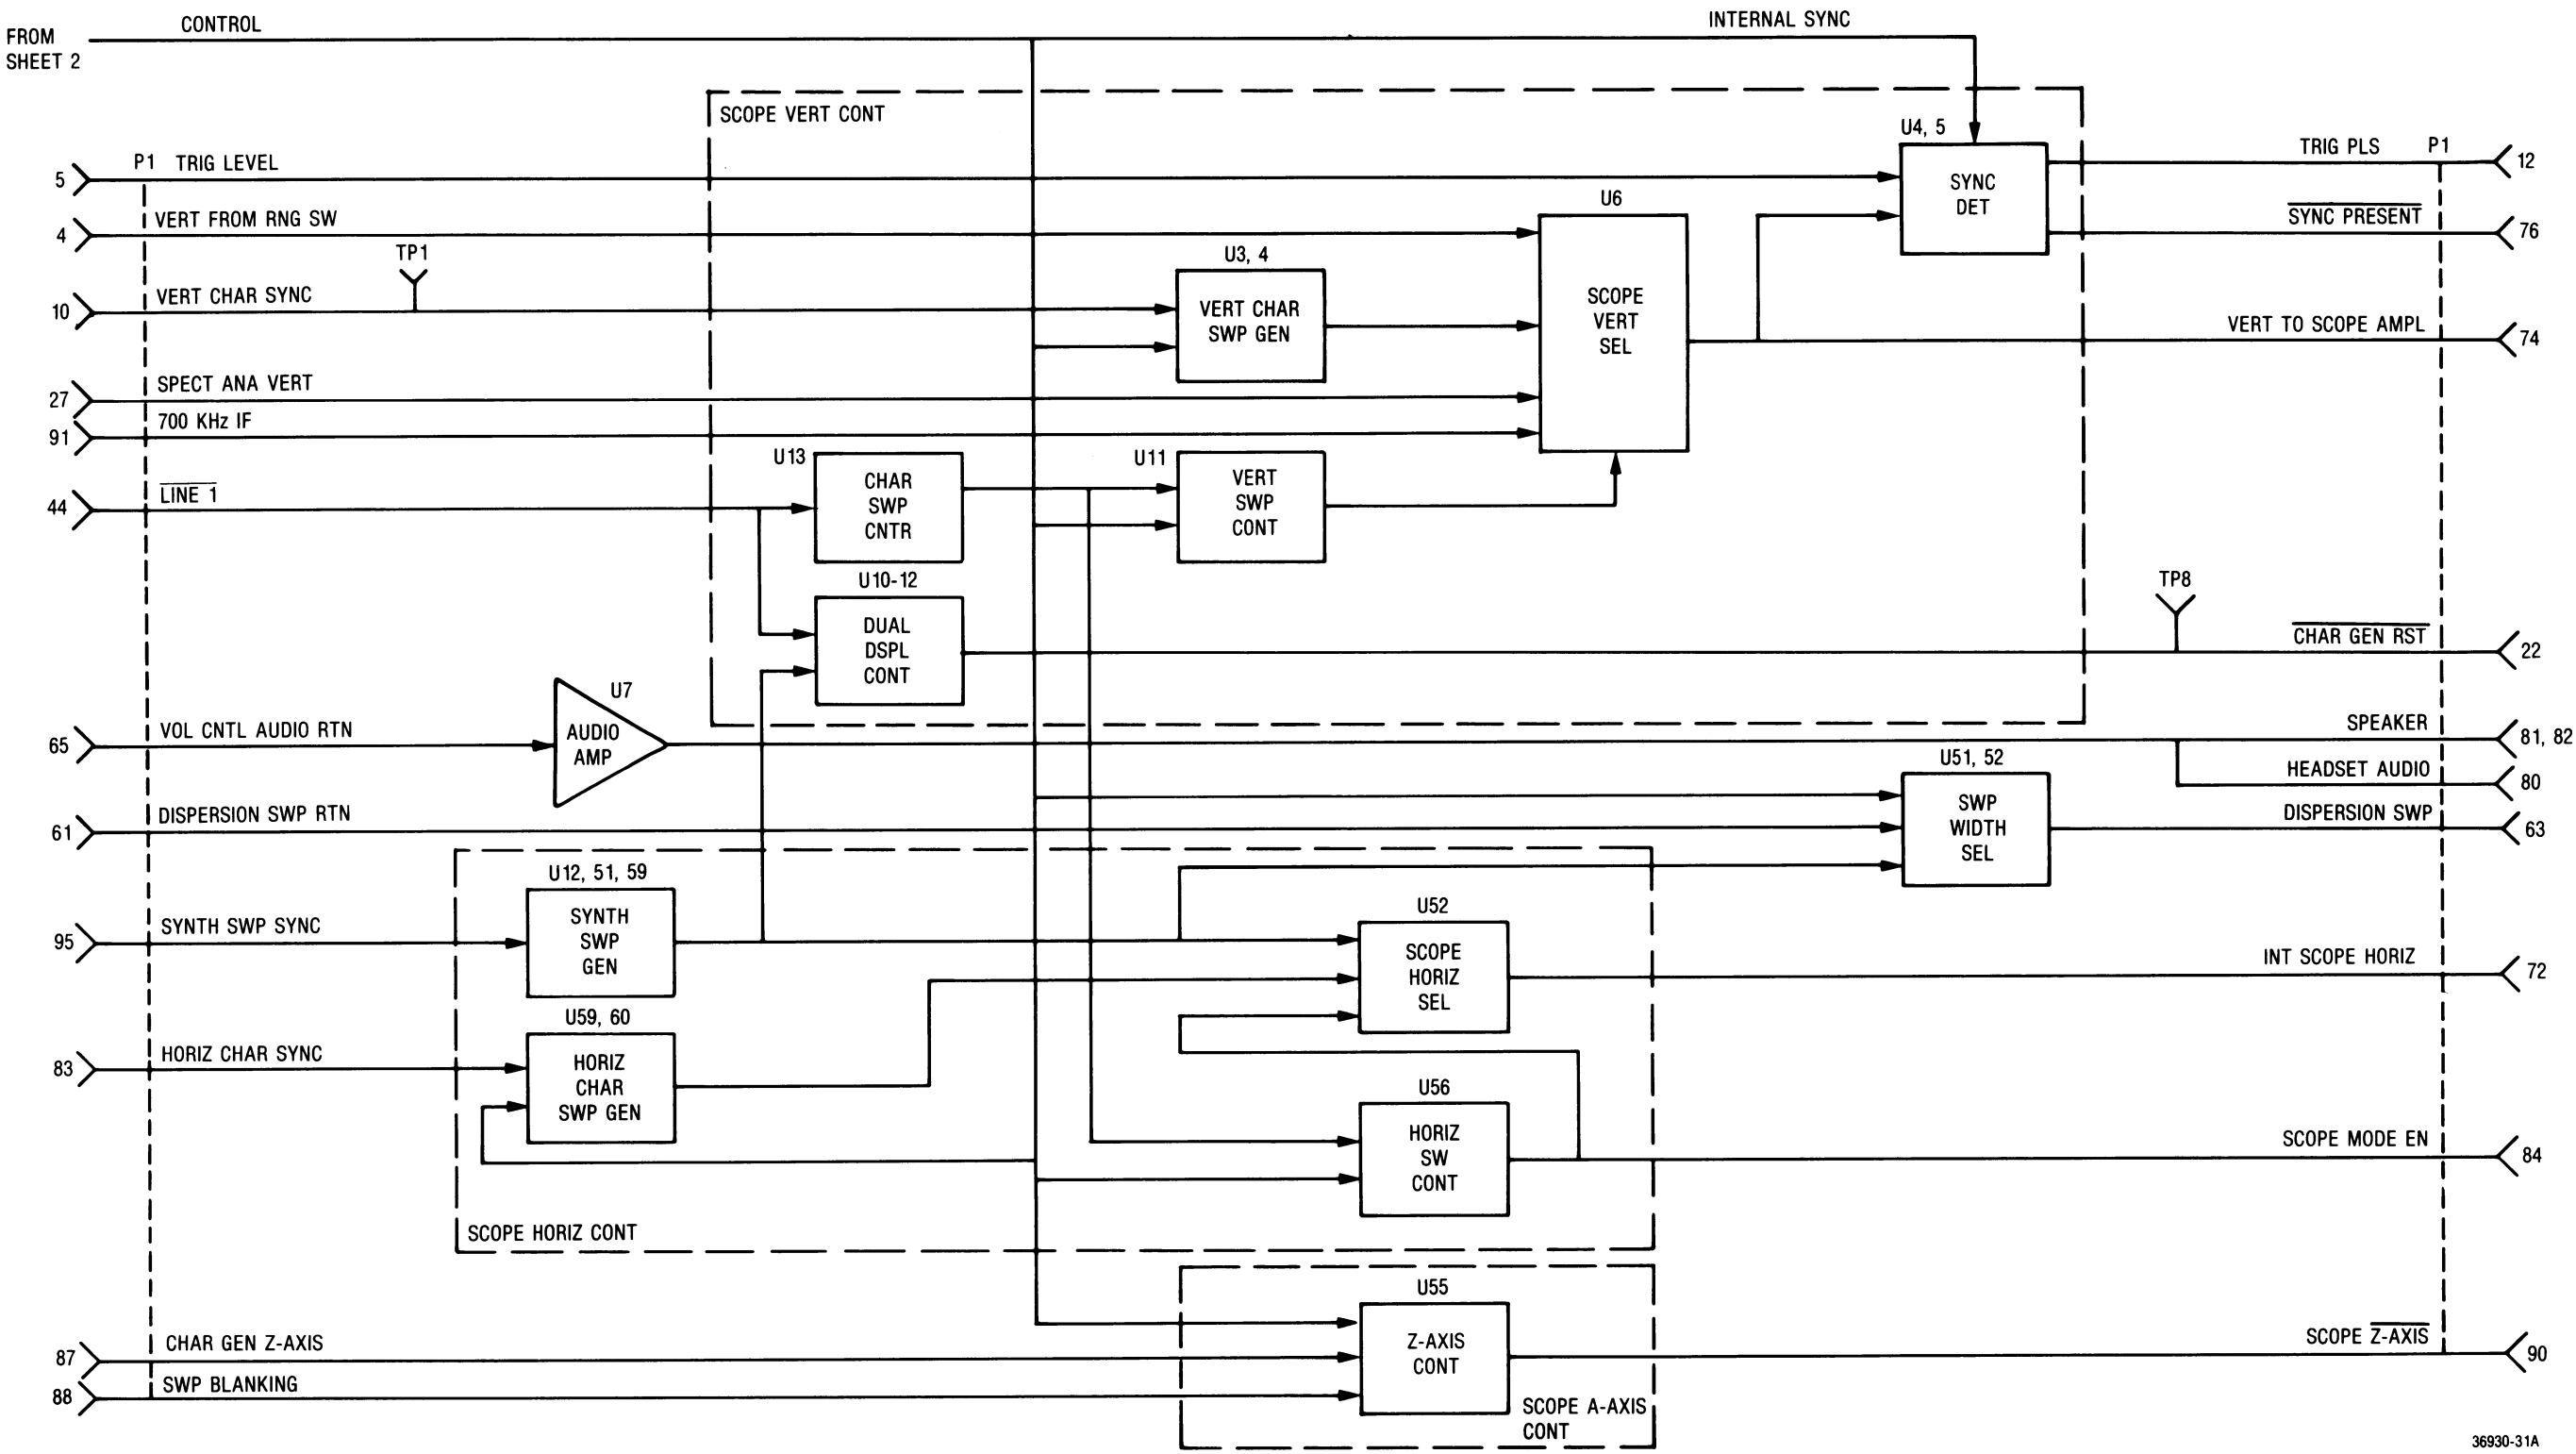 CONTROL
INTERNAL SYNC
FROM
SHEET 2
SCOPE VERT CONT
U4, 5
P1 TRIG LEVEL
5
SYNC
DET
TRIG PLS P1
12
VERT FROM RNG SW
4
U6
SYNC PRESENT
76
TP1
U3, 4
VERT CHAR SYNC
10
VERT CHAR
SWP GEN
SCOPE
VERT
SEL
VERT TO SCOPE AMPL
74
SPECT ANA VERT
27
700 KHz IF
91
U13
CHAR
SWP
CNTR
U11
VERT
SWP
CONT
LINE 1
44
U10-12
DUAL
DSPL
CONT
TP8
CHAR GEN RST
22
U7
AUDIO
AMP
VOL CNTL AUDIO RTN
65
SPEAKER
81, 82
HEADSET AUDIO
80
U51, 52
SWP
WIDTH
SEL
DISPERSION SWP RTN
61
DISPERSION SWP
63
U12, 51, 59
SYNTH
SWP
GEN
SYNTH SWP SYNC
95
U52
SCOPE
HORIZ
SEL
INT SCOPE HORIZ
72
U59, 60
HORIZ
CHAR
SWP GEN
HORIZ CHAR SYNC
83
U56
HORIZ
SW
CONT
SCOPE MODE EN
84
SCOPE HORIZ CONT
U55
Z-AXIS
CONT
CHAR GEN Z-AXIS
87
SWP BLANKING
88
SCOPE Z-AXIS
90
SCOPE A-AXIS
CONT
36930-31A